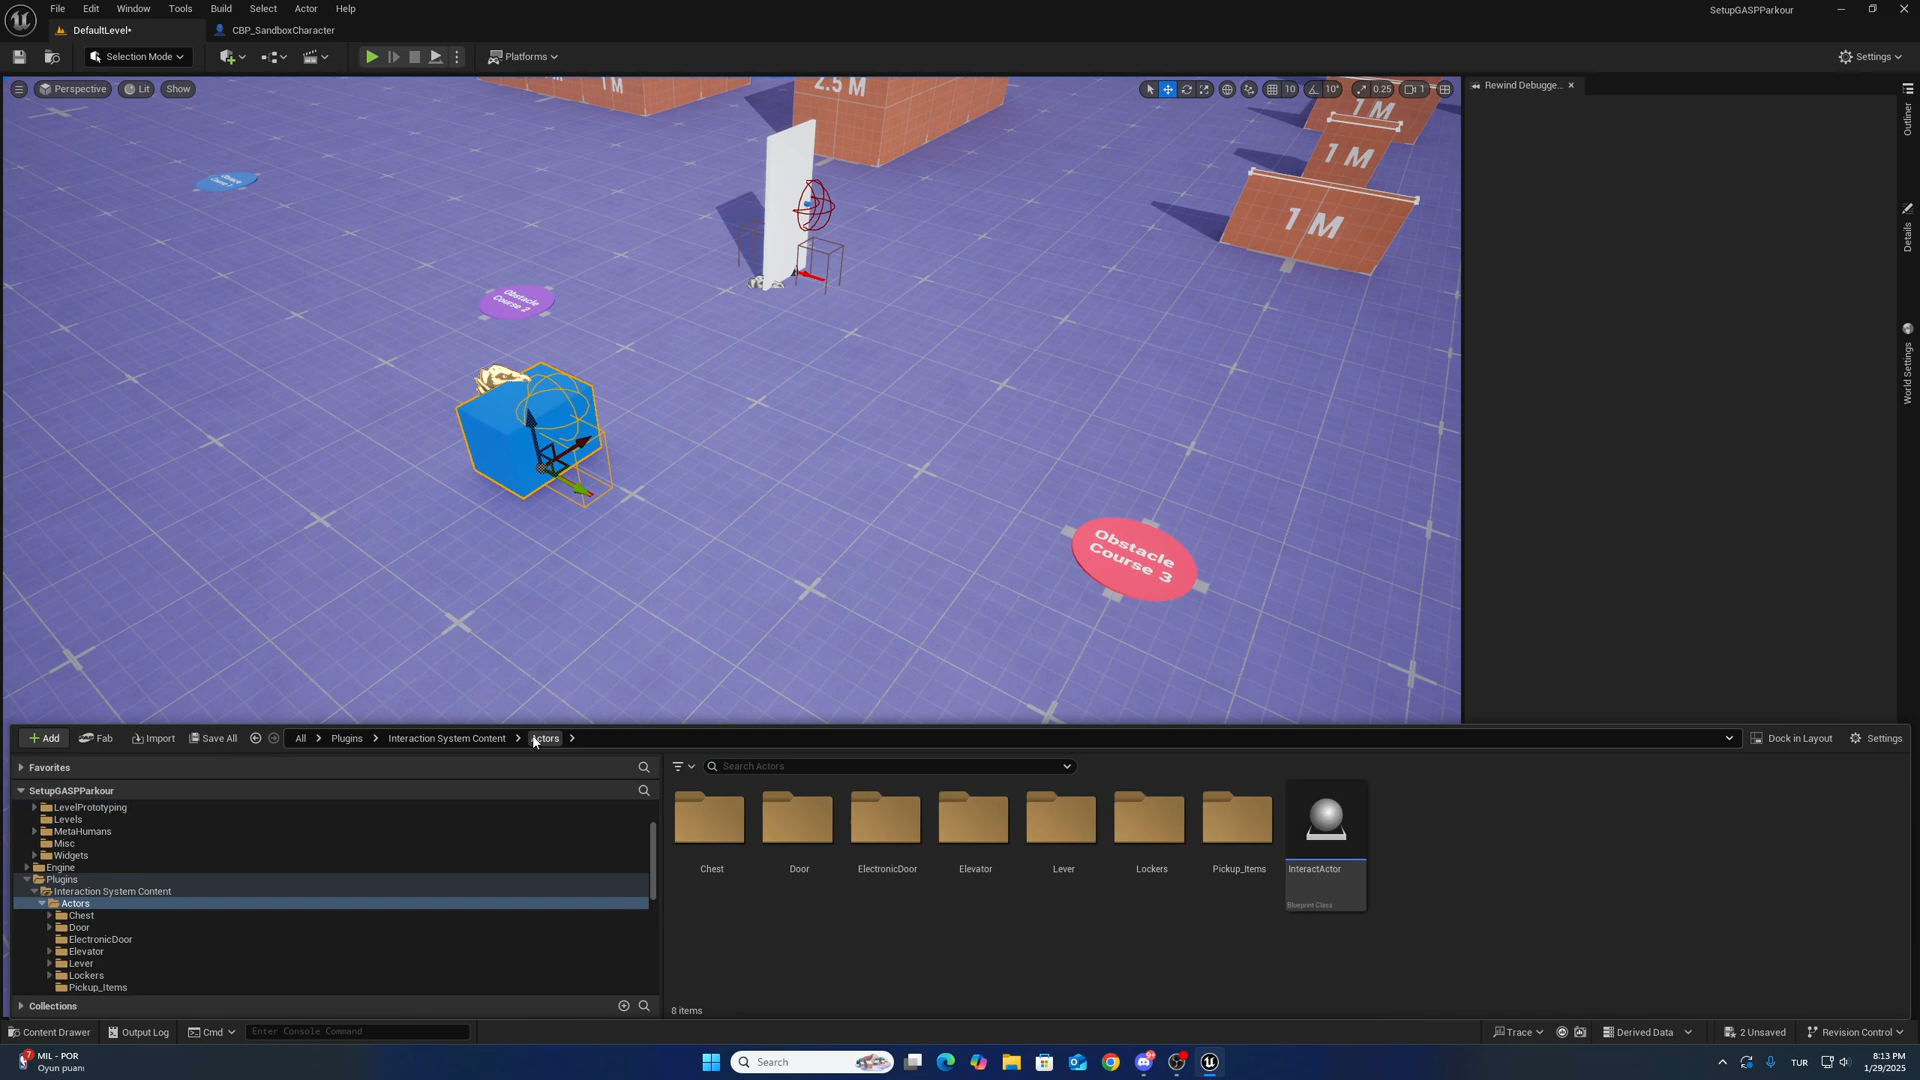 File Edit Window Tools Build Select Actor Help
SetupGASPParkour
DefaultLevel*
CBP_SandboxCharacter
Selection Mode
Platforms
Settings
Perspective
Lit
Show
10
10°
0.25
1
Rewind Debugge...
Outliner
Details
World Settings
1 M
2.5 M
1 M
1 M
1 M
Obstacle
Course 2
Obstacle
Course 3
Add
Fab
Import
Save All
All
Plugins
Interaction System Content
Actors
Dock in Layout
Settings
Favorites
Search Actors
SetupGASPParkour
LevelPrototyping
Levels
MetaHumans
Misc
Widgets
Engine
Plugins
Interaction System Content
Actors
Chest
Door
ElectronicDoor
Elevator
Lever
Lockers
Pickup_Items
Collections
Chest
Door
ElectronicDoor
Elevator
Lever
Lockers
Pickup_Items
InteractActor
Blueprint Class
8 items
Content Drawer
Output Log
Cmd
Enter Console Command
Trace
Derived Data
2 Unsaved
Revision Control
7
MIL - POR
Oyun puanı
Search
TUR
8:13 PM
1/29/2025